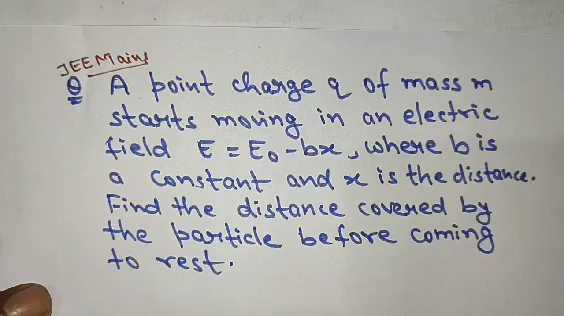 JEE Mains
Q A point charge q of mass m
starts moving in an electric
field E = E₀ - bx, where b is
a constant and x is the distance.
Find the distance covered by
the particle before coming
to rest.